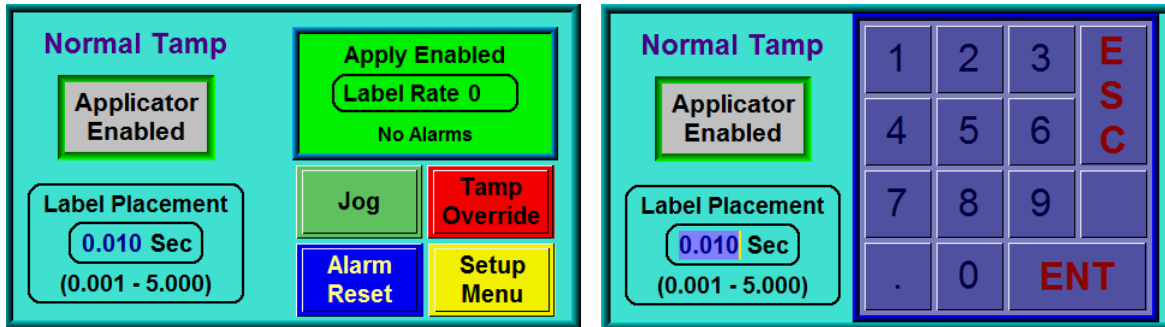 Normal Tamp
Applicator
Enabled
Label Placement
0.010 Sec
(0.001 - 5.000)
Apply Enabled
Label Rate 0
No Alarms
Jog
Tamp
Override
Alarm
Reset
Setup
Menu
Normal Tamp
Applicator
Enabled
Label Placement
0.010 Sec
(0.001 - 5.000)
1 2 3
4 5 6
7 8 9
. 0 ENT
ESC